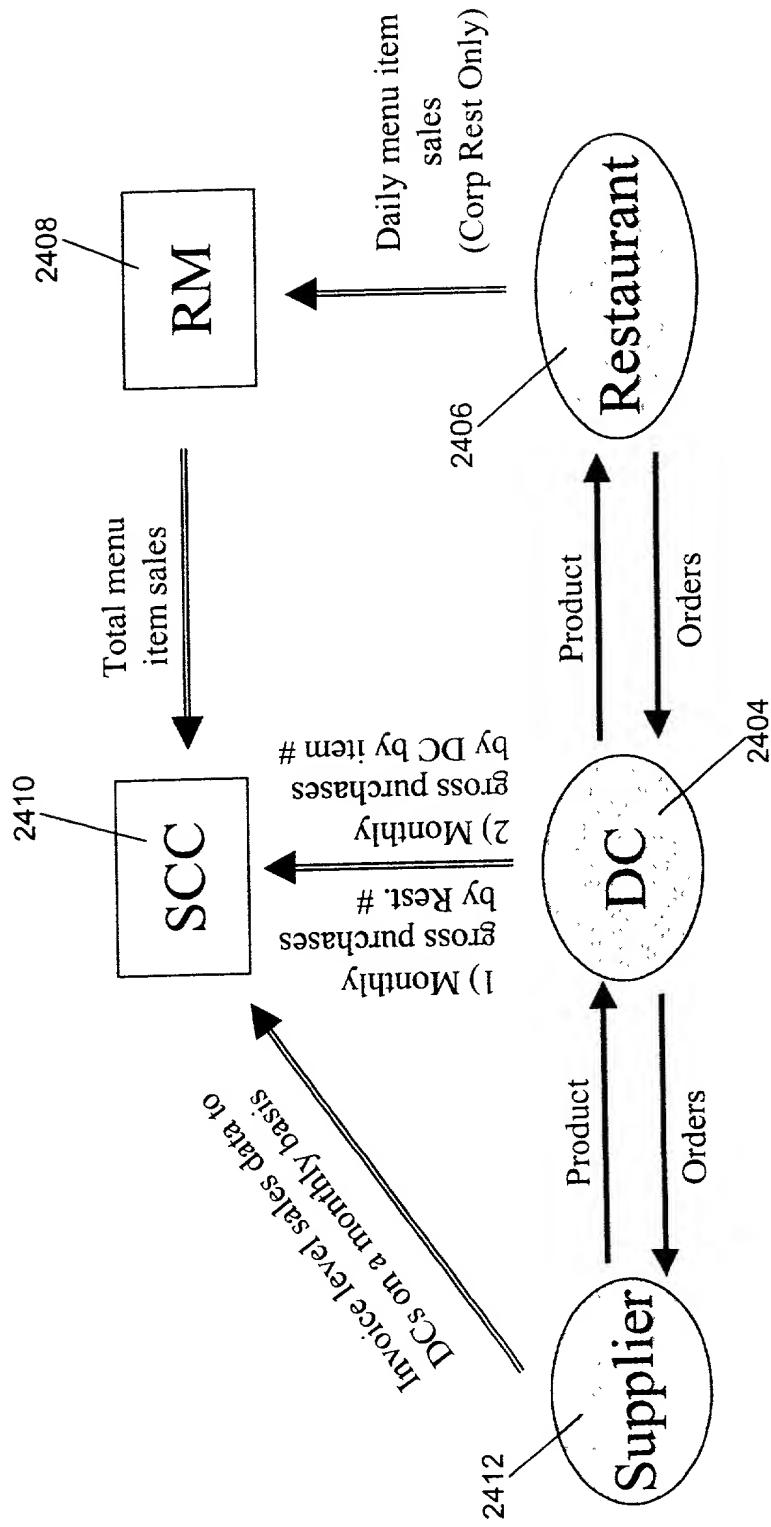 2410
SCC
Total menu
item sales
2408
RM
Invoice level sales data to
DCs on a monthly basis
1) Monthly
gross purchases
by Rest. #
2) Monthly
gross purchases
by DC by item #
Daily menu item
sales
(Corp Rest Only)
2412
Supplier
Product
Orders
DC
2404
Product
Orders
2406
Restaurant